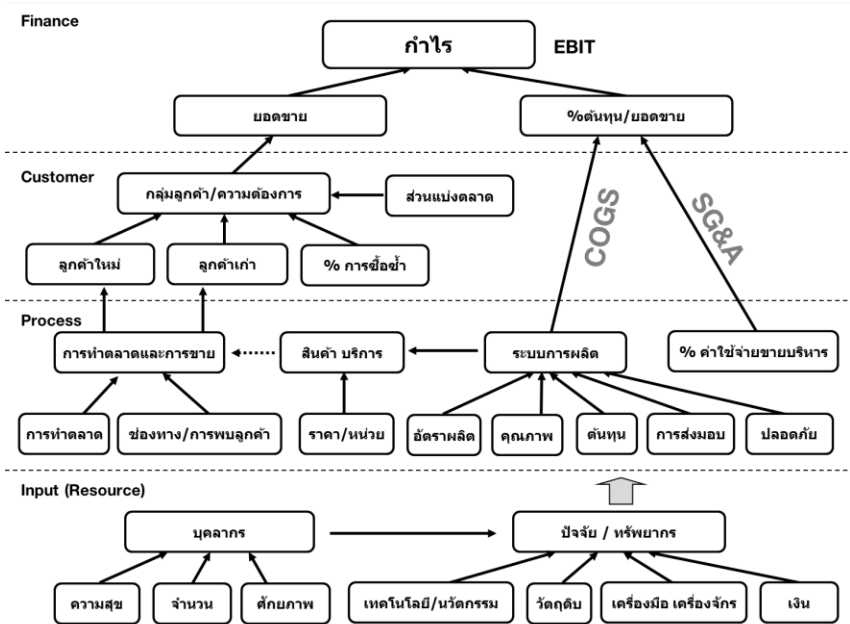 Finance
กำไร
EBIT
ยอดขาย
%ต้นทุน/ยอดขาย
Customer
กลุ่มลูกค้า/ความต้องการ
ส่วนแบ่งตลาด
COGS
SG&A
ลูกค้าใหม่
ลูกค้าเก่า
% การซื้อซ้ำ
Process
การทำตลาดและการขาย
สินค้า บริการ
ระบบการผลิต
% ค่าใช้จ่ายขายบริหาร
การทำตลาด
ช่องทาง/การพบลูกค้า
ราคา/หน่วย
อัตราผลิต
คุณภาพ
ต้นทุน
การส่งมอบ
ปลอดภัย
Input (Resource)
บุคลากร
ปัจจัย / ทรัพยากร
ความสุข
จำนวน
ศักยภาพ
เทคโนโลยี/นวัตกรรม
วัตถุดิบ
เครื่องมือ เครื่องจักร
เงิน